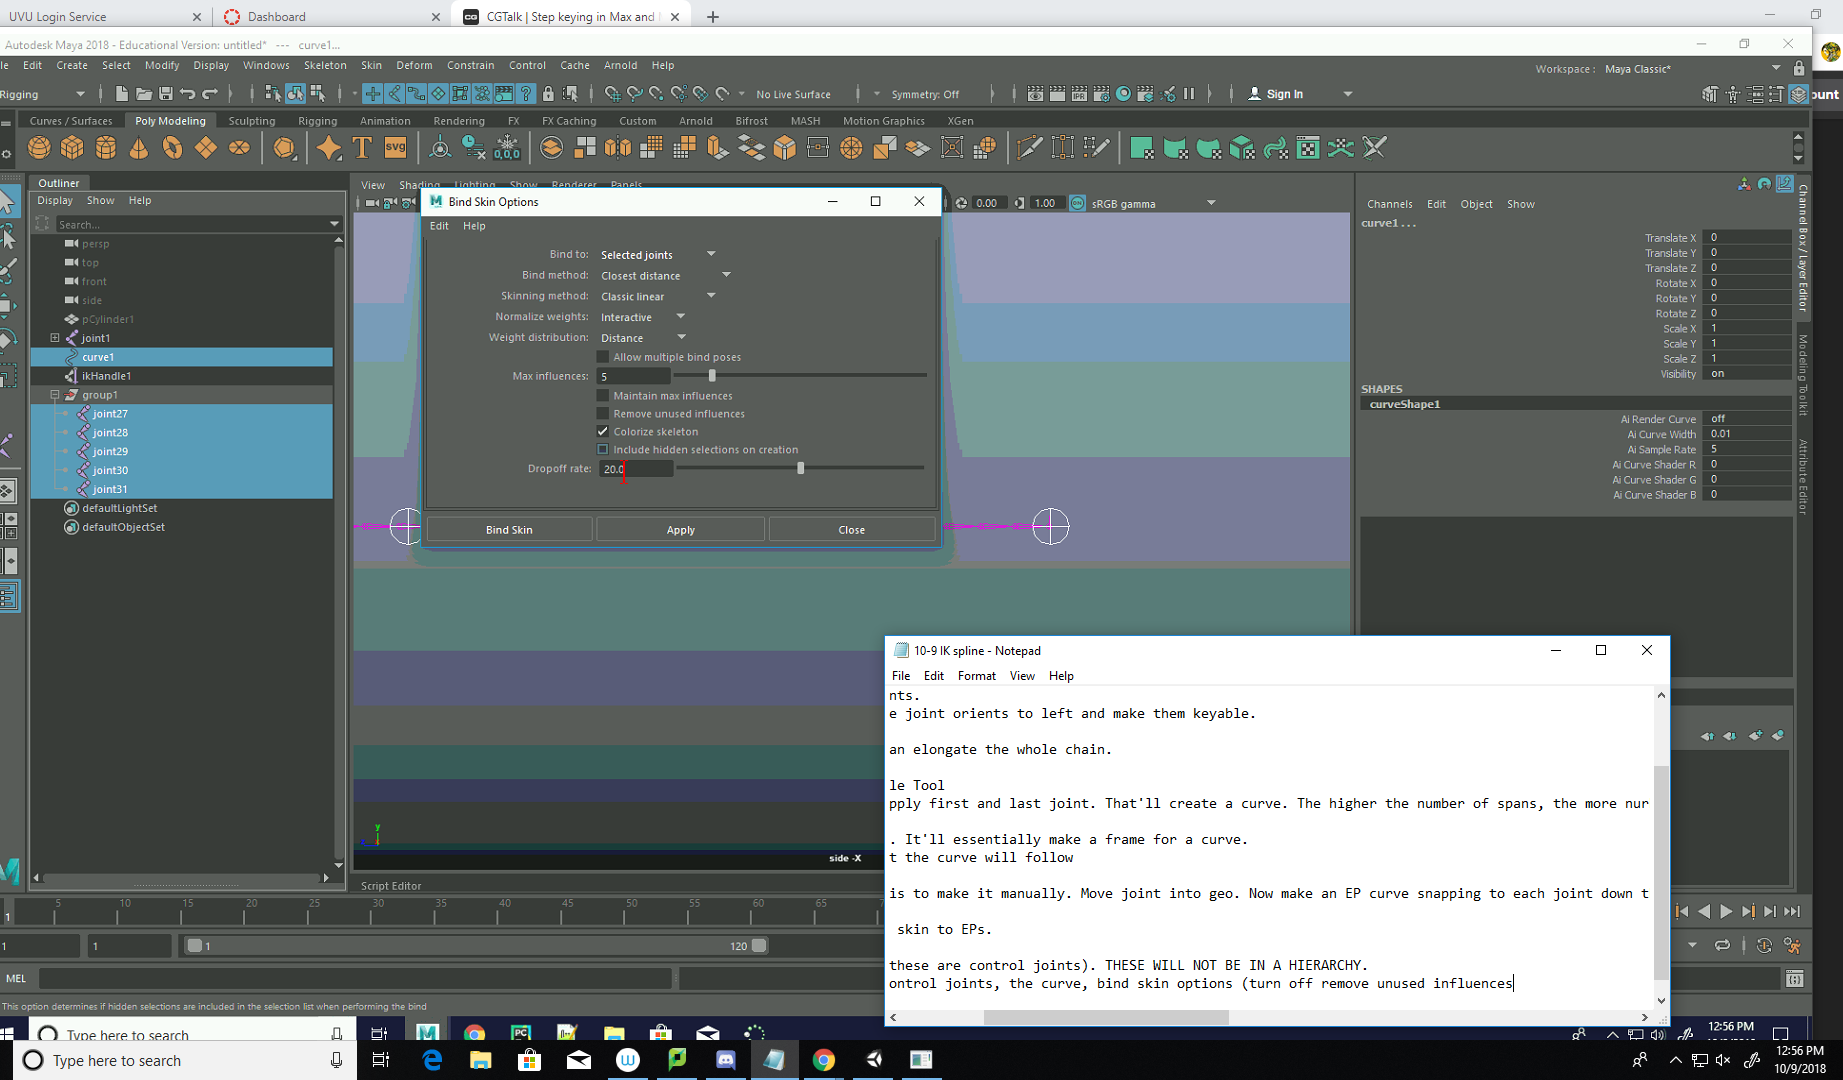 UVU Login Service
Dashboard
CGTalk | Step keying in Max and
Autodesk Maya 2018 - Educational Version: untitled* --- curve1...
le Edit Create Select Modify Display Windows Skeleton Skin Deform Constrain Control Cache Arnold Help
Workspace : Maya Classic*
Rigging
No Live Surface
Symmetry: Off
Sign In
ount
Curves / Surfaces Poly Modeling Sculpting Rigging Animation Rendering FX FX Caching Custom Arnold Bifrost MASH Motion Graphics XGen
Outliner
Display Show Help
Search...
persp
top
front
side
pCylinder1
joint1
curve1
ikHandle1
group1
joint27
joint28
joint29
joint30
joint31
defaultLightSet
defaultObjectSet
View Shading Lighting Show Renderer Panels
0.00 1.00 sRGB gamma
Bind Skin Options
Edit Help
Bind to: Selected joints
Bind method: Closest distance
Skinning method: Classic linear
Normalize weights: Interactive
Weight distribution: Distance
Allow multiple bind poses
Max influences: 5
Maintain max influences
Remove unused influences
Colorize skeleton
Include hidden selections on creation
Dropoff rate: 20.0
Bind Skin Apply Close
y
side -X
Channels Edit Object Show
curve1...
Translate X 0
Translate Y 0
Translate Z 0
Rotate X 0
Rotate Y 0
Rotate Z 0
Scale X 1
Scale Y 1
Scale Z 1
Visibility on
SHAPES
curveShape1
Ai Render Curve off
Ai Curve Width 0.01
Ai Sample Rate 5
Ai Curve Shader R 0
Ai Curve Shader G 0
Ai Curve Shader B 0
Channel Box / Layer Editor
Modeling Toolkit
Attribute Editor
10-9 IK spline - Notepad
File Edit Format View Help
nts.
e joint orients to left and make them keyable.
an elongate the whole chain.
le Tool
pply first and last joint. That'll create a curve. The higher the number of spans, the more nur
. It'll essentially make a frame for a curve.
t the curve will follow
is to make it manually. Move joint into geo. Now make an EP curve snapping to each joint down t
skin to EPs.
these are control joints). THESE WILL NOT BE IN A HIERARCHY.
ontrol joints, the curve, bind skin options (turn off remove unused influences
Script Editor
1 5 10 15 20 25 30 35 40 45 50 55 60 65
1 1 1 120
MEL
This option determines if hidden selections are included in the selection list when performing the bind
Type here to search
12:56 PM
Type here to search
12:56 PM
10/9/2018